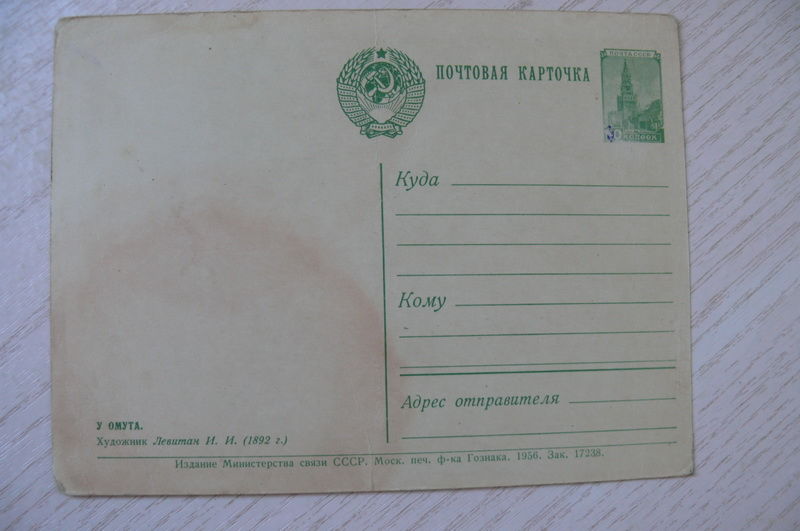 ПОЧТОВАЯ КАРТОЧКА
ПОЧТА СССР
КОПЕЕК
Куда
Кому
Адрес отправителя
У ОМУТА.
Художник Левитан И. И. (1892 г.)
Издание Министерства связи СССР. Моск. печ. ф-ка Гознака. 1956. Зак. 17238.